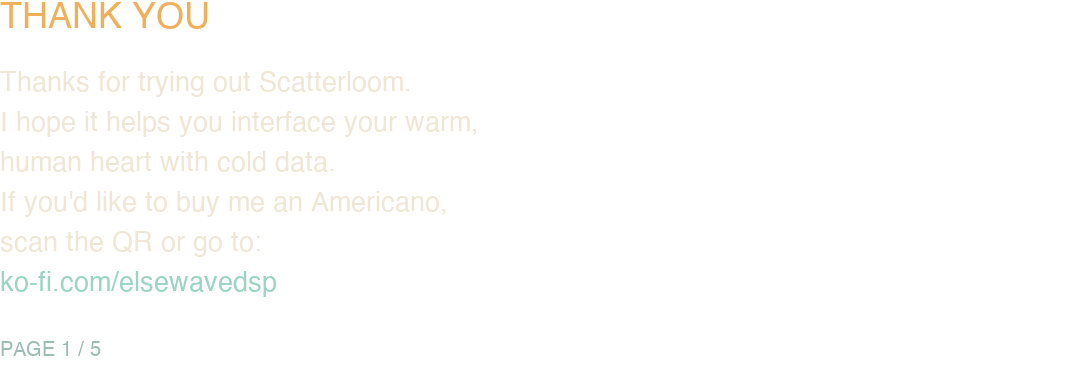 THANK YOU
Thanks for trying out Scatterloom.
I hope it helps you interface your warm,
human heart with cold data.
If you'd like to buy me an Americano,
scan the QR or go to:
ko-fi.com/elsewavedsp
PAGE 1 / 5